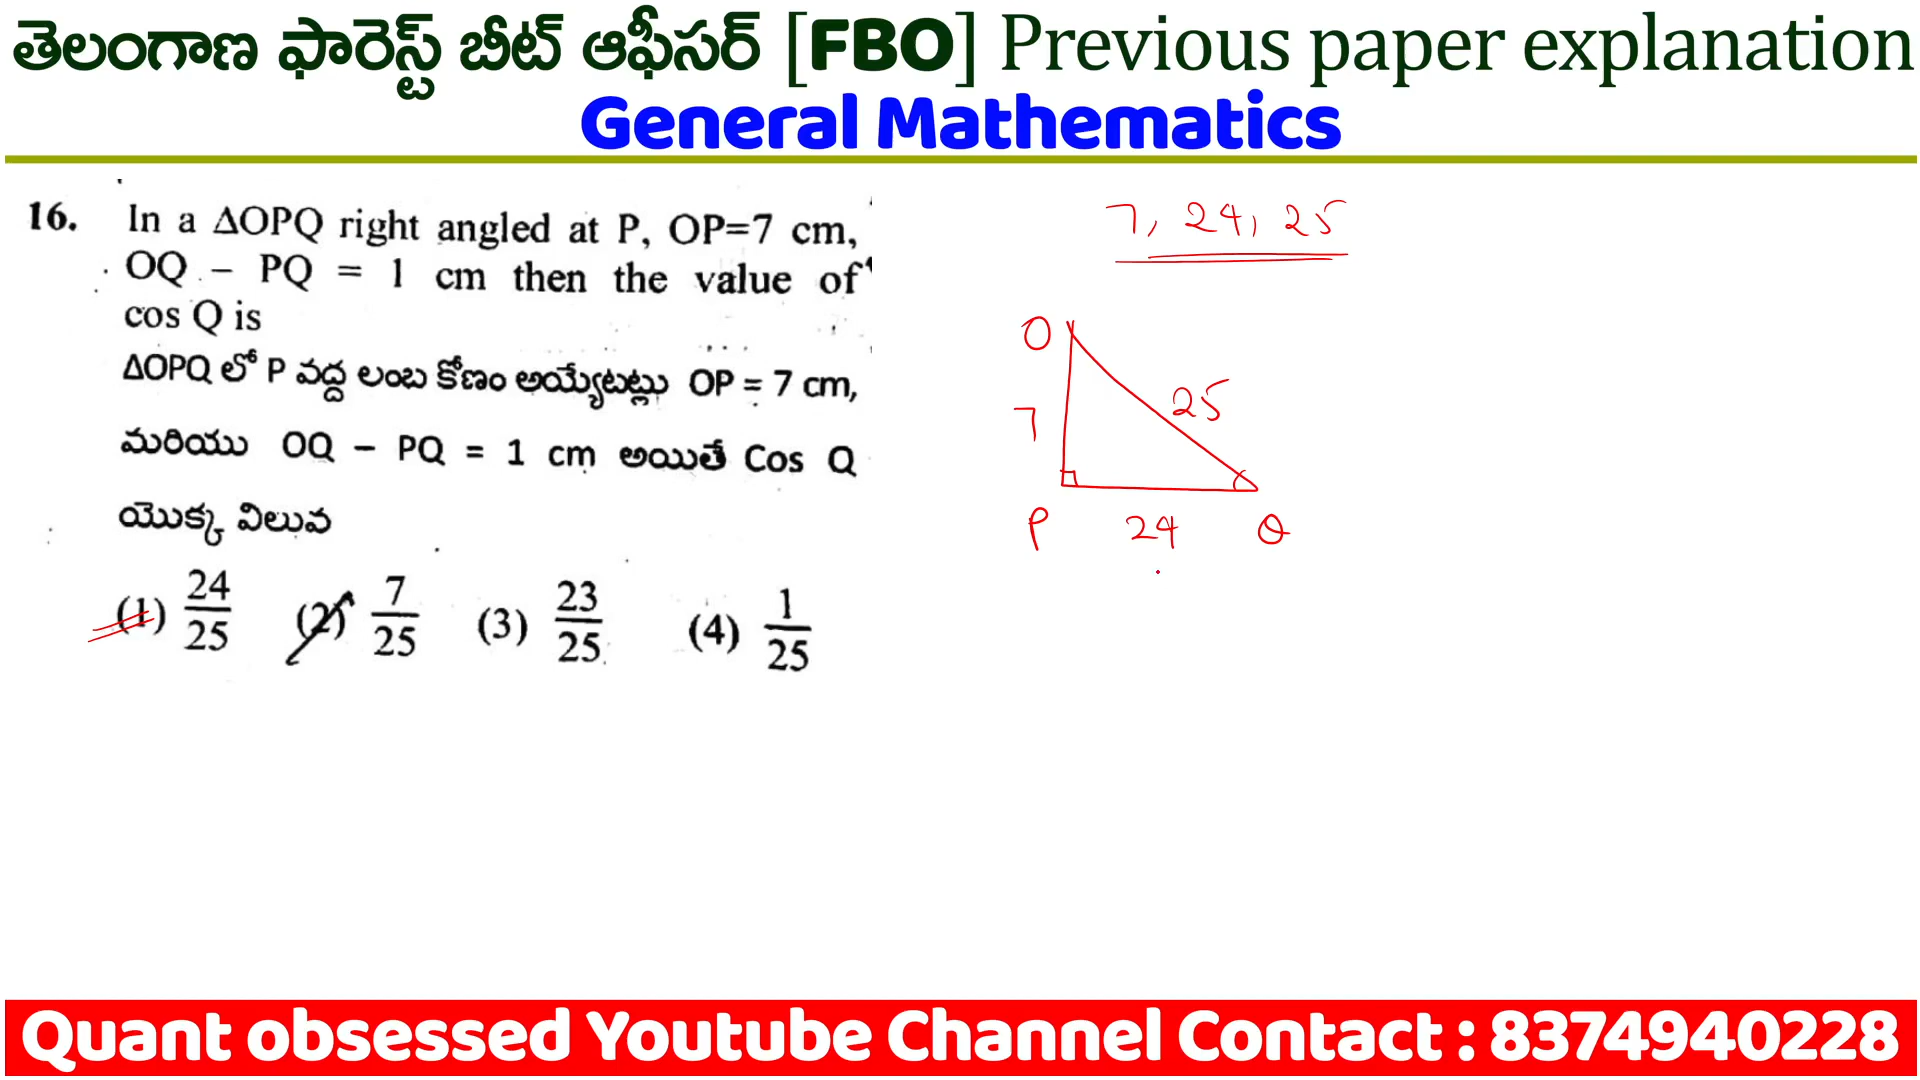 తెలంగాణ ఫారెస్ట్ బీట్ ఆఫీసర్ [FBO] Previous paper explanation
General Mathematics
16. In a ΔOPQ right angled at P, OP=7 cm,
OQ – PQ = 1 cm then the value of
cos Q is
ΔOPQ లో P వద్ద లంబ కోణం అయ్యేటట్లు OP = 7 cm,
మరియు OQ – PQ = 1 cm అయితే Cos Q
యొక్క విలువ
(1) 24/25 (2) 7/25 (3) 23/25 (4) 1/25
7, 24, 25
O
7 25
P 24 Q
Quant obsessed Youtube Channel Contact : 8374940228